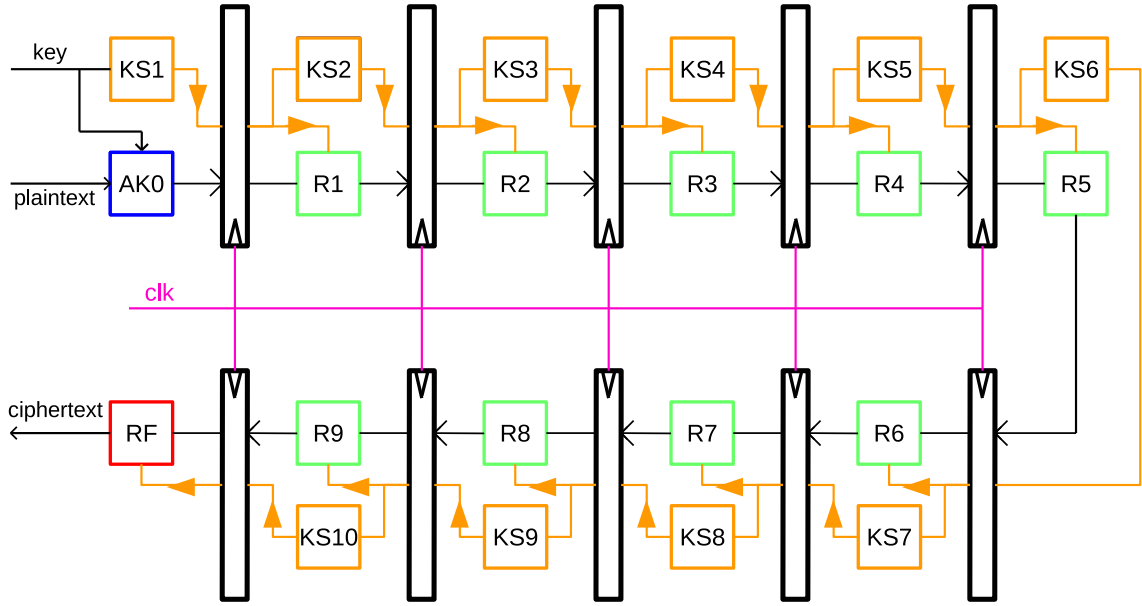 key
KS1
KS2
KS3
KS4
KS5
KS6
plaintext
AK0
R1
R2
R3
R4
R5
clk
ciphertext
RF
R9
R8
R7
R6
KS10
KS9
KS8
KS7